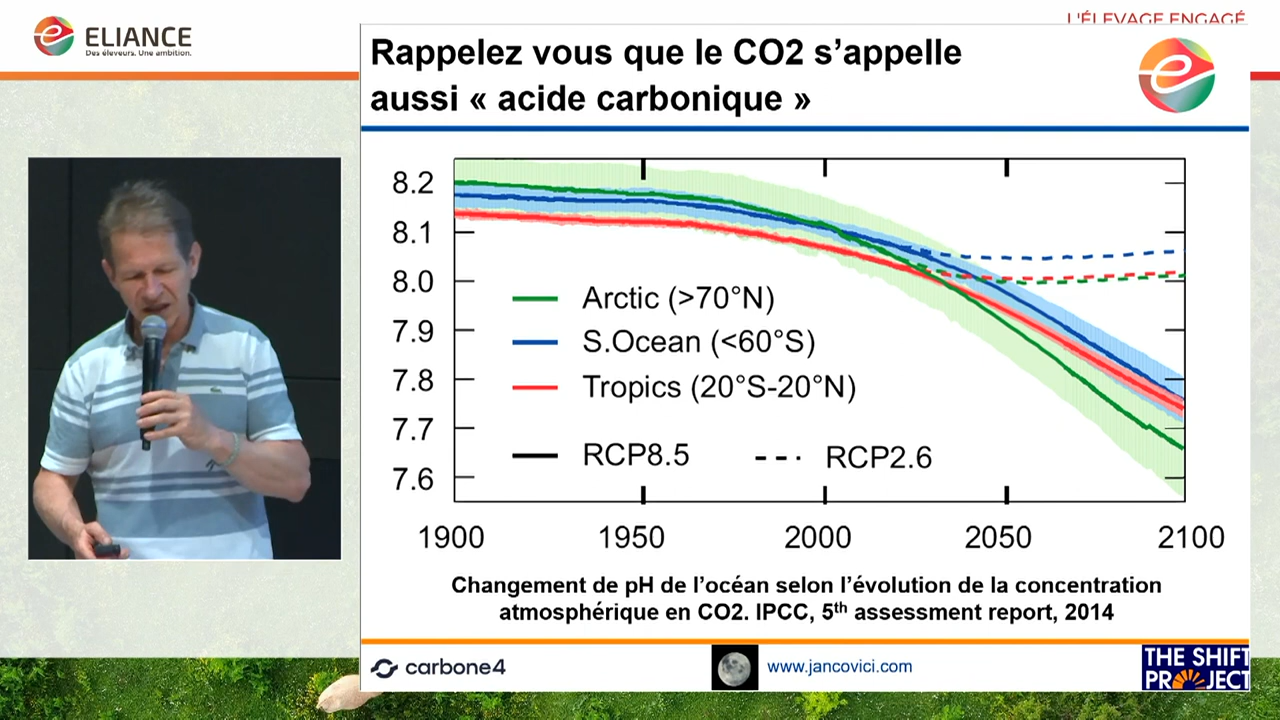 ELIANCE
Des éleveurs. Une ambition.
L'ÉLEVAGE ENGAGÉ
Rappelez vous que le CO2 s'appelle
aussi « acide carbonique »
8.2
8.1
8.0
7.9
7.8
7.7
7.6
Arctic (>70°N)
S.Ocean (<60°S)
Tropics (20°S-20°N)
RCP8.5 RCP2.6
1900 1950 2000 2050 2100
Changement de pH de l'océan selon l'évolution de la concentration
atmosphérique en CO2. IPCC, 5th assessment report, 2014
carbone4
www.jancovici.com
THE SHIFT
PROJECT